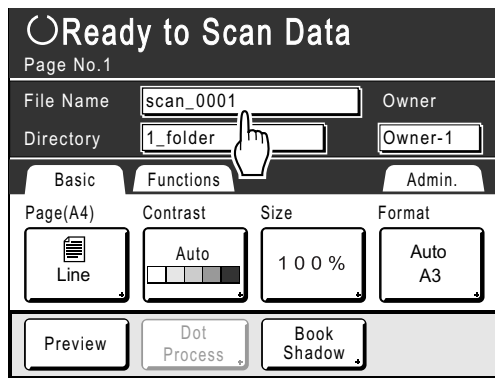 Ready to Scan Data
Page No.1
File Name scan_0001 Owner
Directory 1_folder Owner-1
Basic Functions Admin.
Page(A4) Contrast Size Format
Line Auto 100% Auto A3
Preview Dot Process Book Shadow